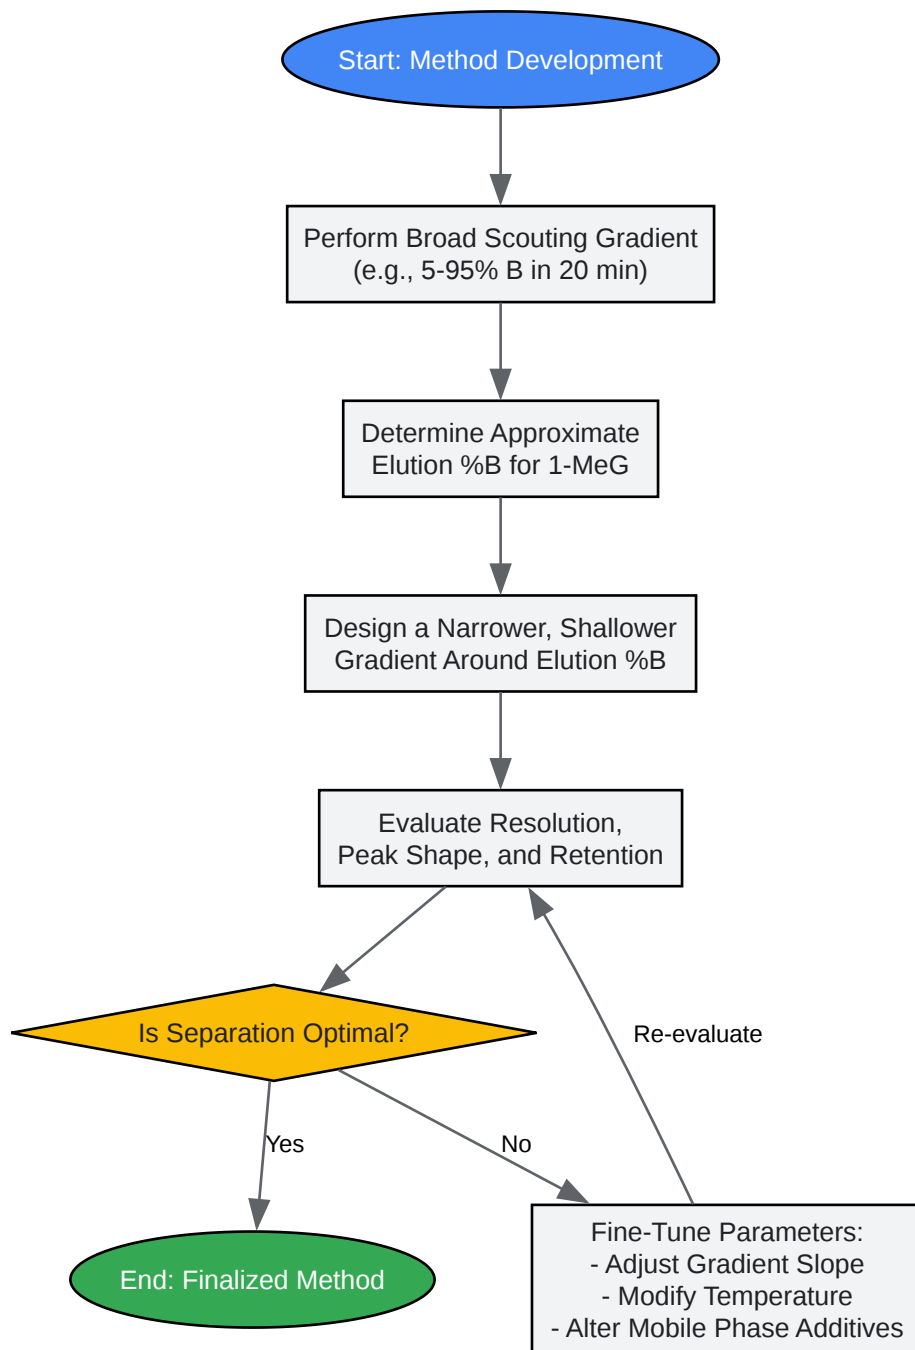 Start: Method Development
Perform Broad Scouting Gradient
(e.g., 5-95% B in 20 min)
Determine Approximate
Elution %B for 1-MeG
Design a Narrower, Shallower
Gradient Around Elution %B
Evaluate Resolution,
Peak Shape, and Retention
Is Separation Optimal?
Re-evaluate
Yes
No
End: Finalized Method
Fine-Tune Parameters:
- Adjust Gradient Slope
- Modify Temperature
- Alter Mobile Phase Additives